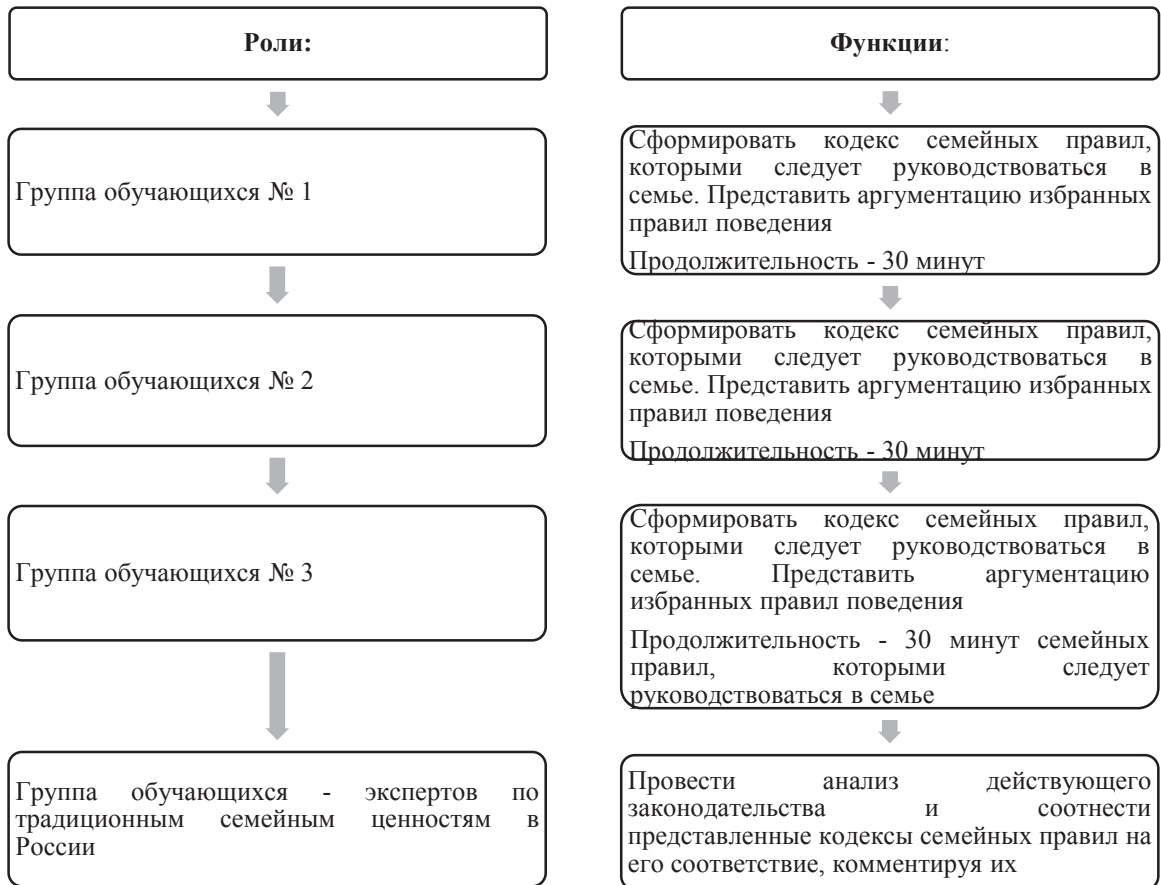 Роли:
Функции:
Группа обучающихся № 1
Сформировать кодекс семейных правил,
которыми следует руководствоваться в
семье. Представить аргументацию избранных
правил поведения
Продолжительность - 30 минут
Группа обучающихся № 2
Сформировать кодекс семейных правил,
которыми следует руководствоваться в
семье. Представить аргументацию избранных
правил поведения
Продолжительность - 30 минут
Группа обучающихся № 3
Сформировать кодекс семейных правил,
которыми следует руководствоваться в
семье. Представить аргументацию
избранных правил поведения
Продолжительность - 30 минут семейных
правил, которыми следует
руководствоваться в семье
Группа обучающихся - экспертов по
традиционным семейным ценностям в
России
Провести анализ действующего
законодательства и соотнести
представленные кодексы семейных правил на
его соответствие, комментируя их